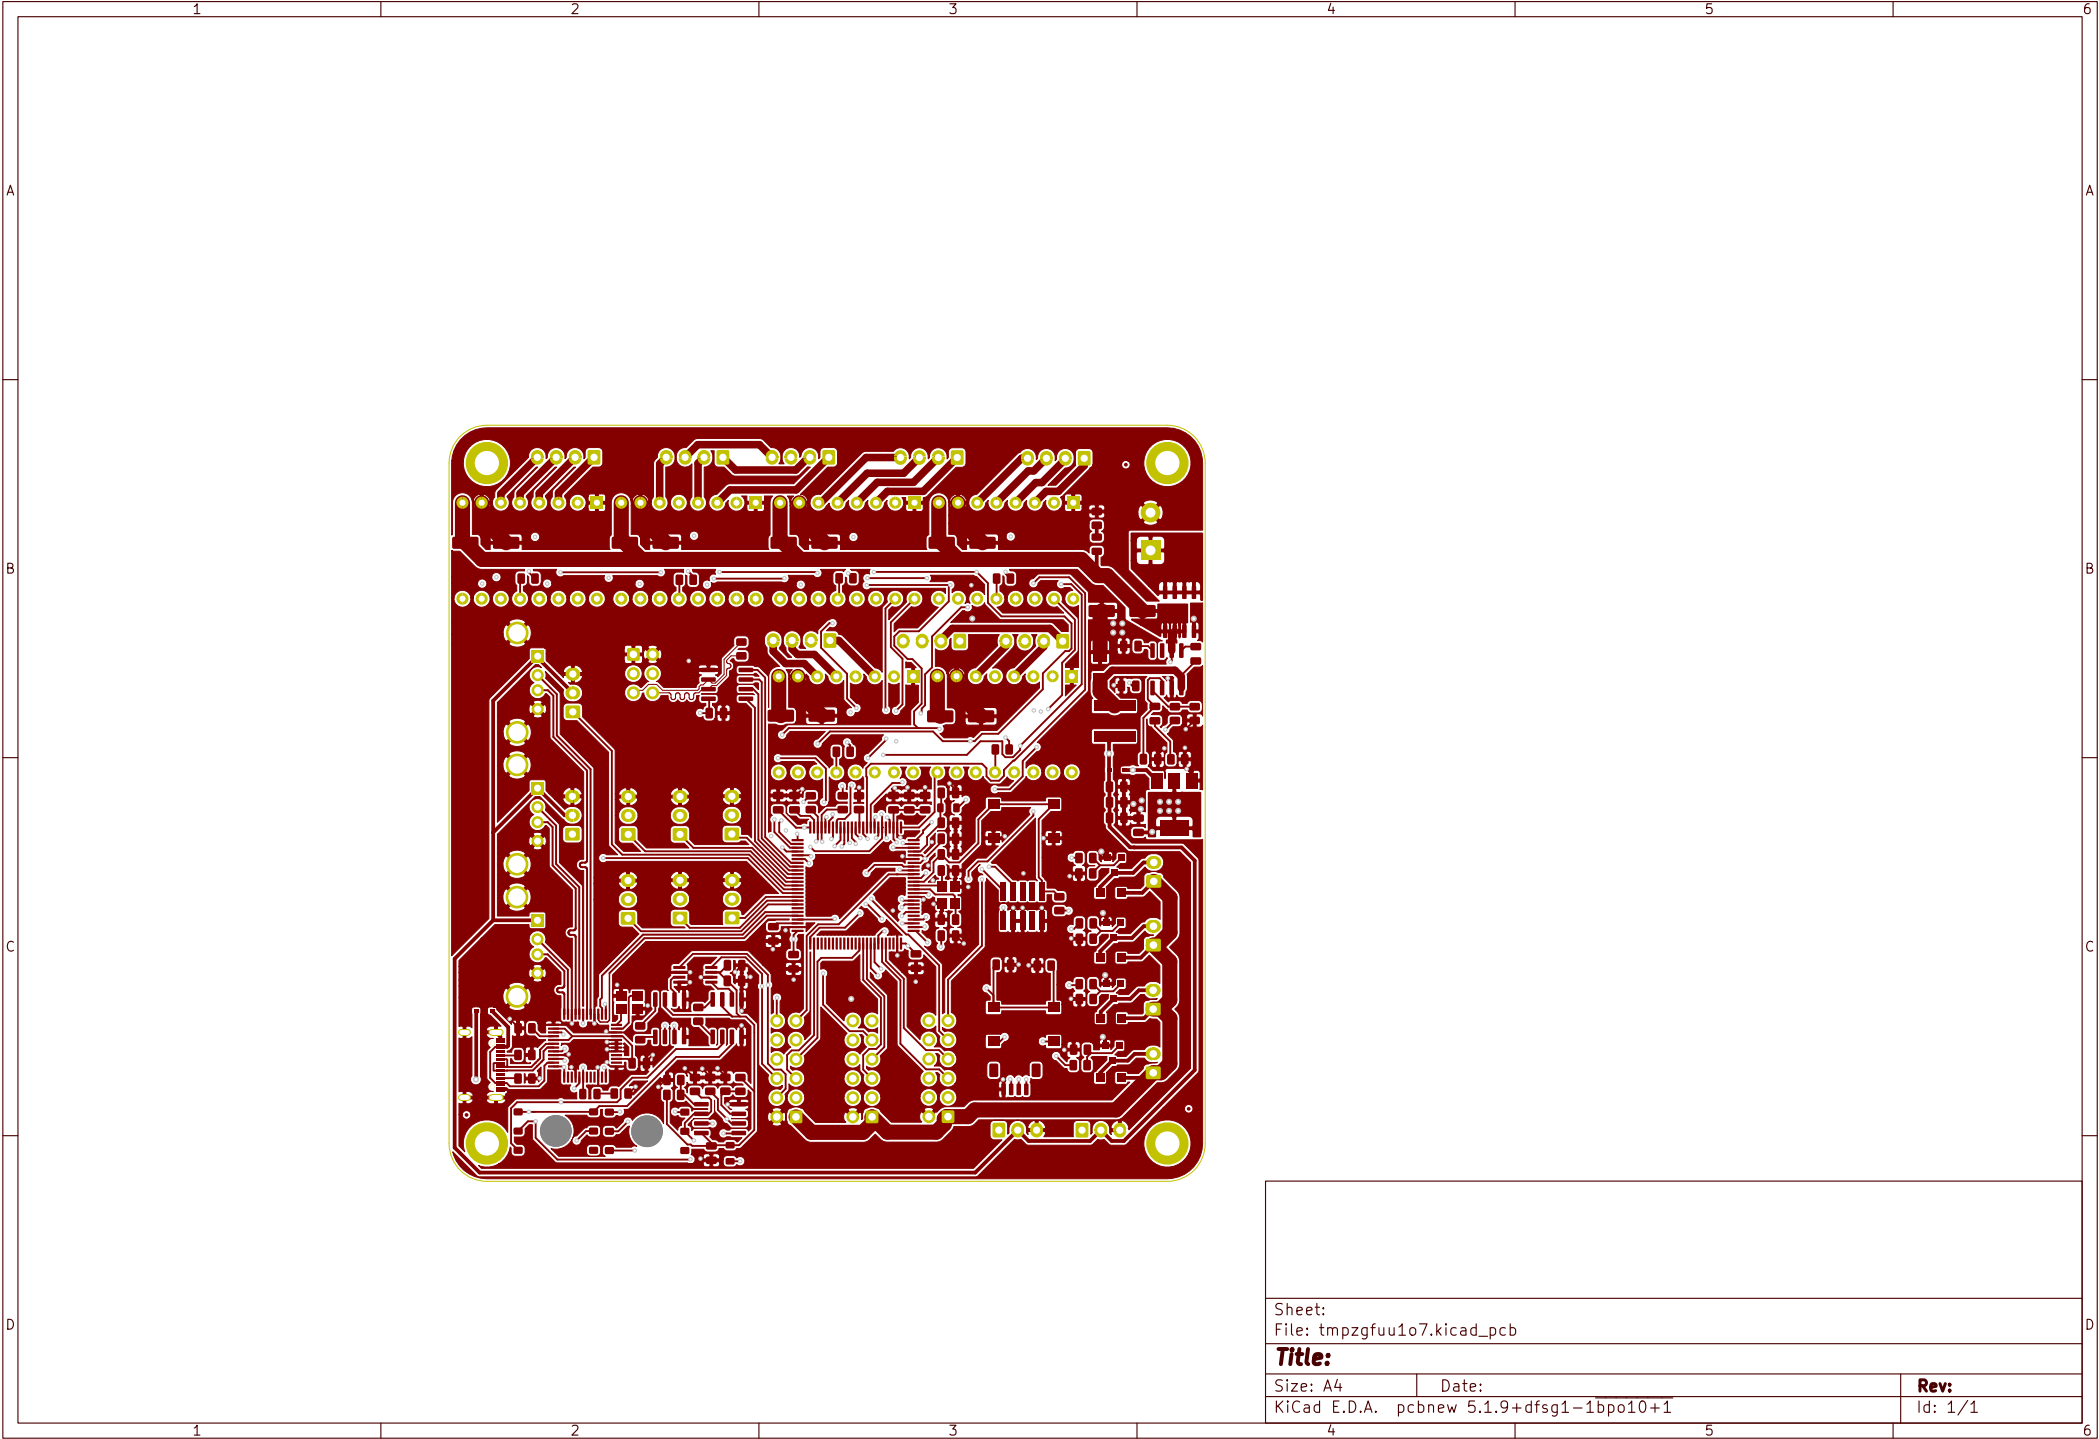 1 2 3 4 5 6
A A
B B
C C
D D
Sheet:
File: tmpzgfuu1o7.kicad_pcb
Title:
Size: A4 Date: Rev:
KiCad E.D.A. pcbnew 5.1.9+dfsg1-1bpo10+1 Id: 1/1
1 2 3 4 5 6